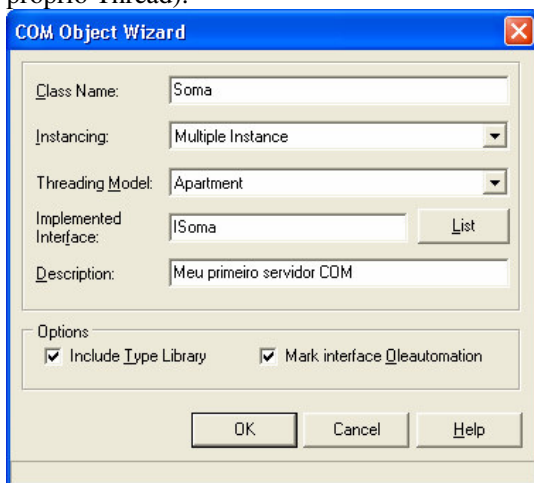 próprio Thread).
COM Object Wizard
Class Name: Soma
Instancing: Multiple Instance
Threading Model: Apartment
Implemented
Interface: ISoma List
Description: Meu primeiro servidor COM
Options
Include Type Library Mark interface Oleautomation
OK Cancel Help